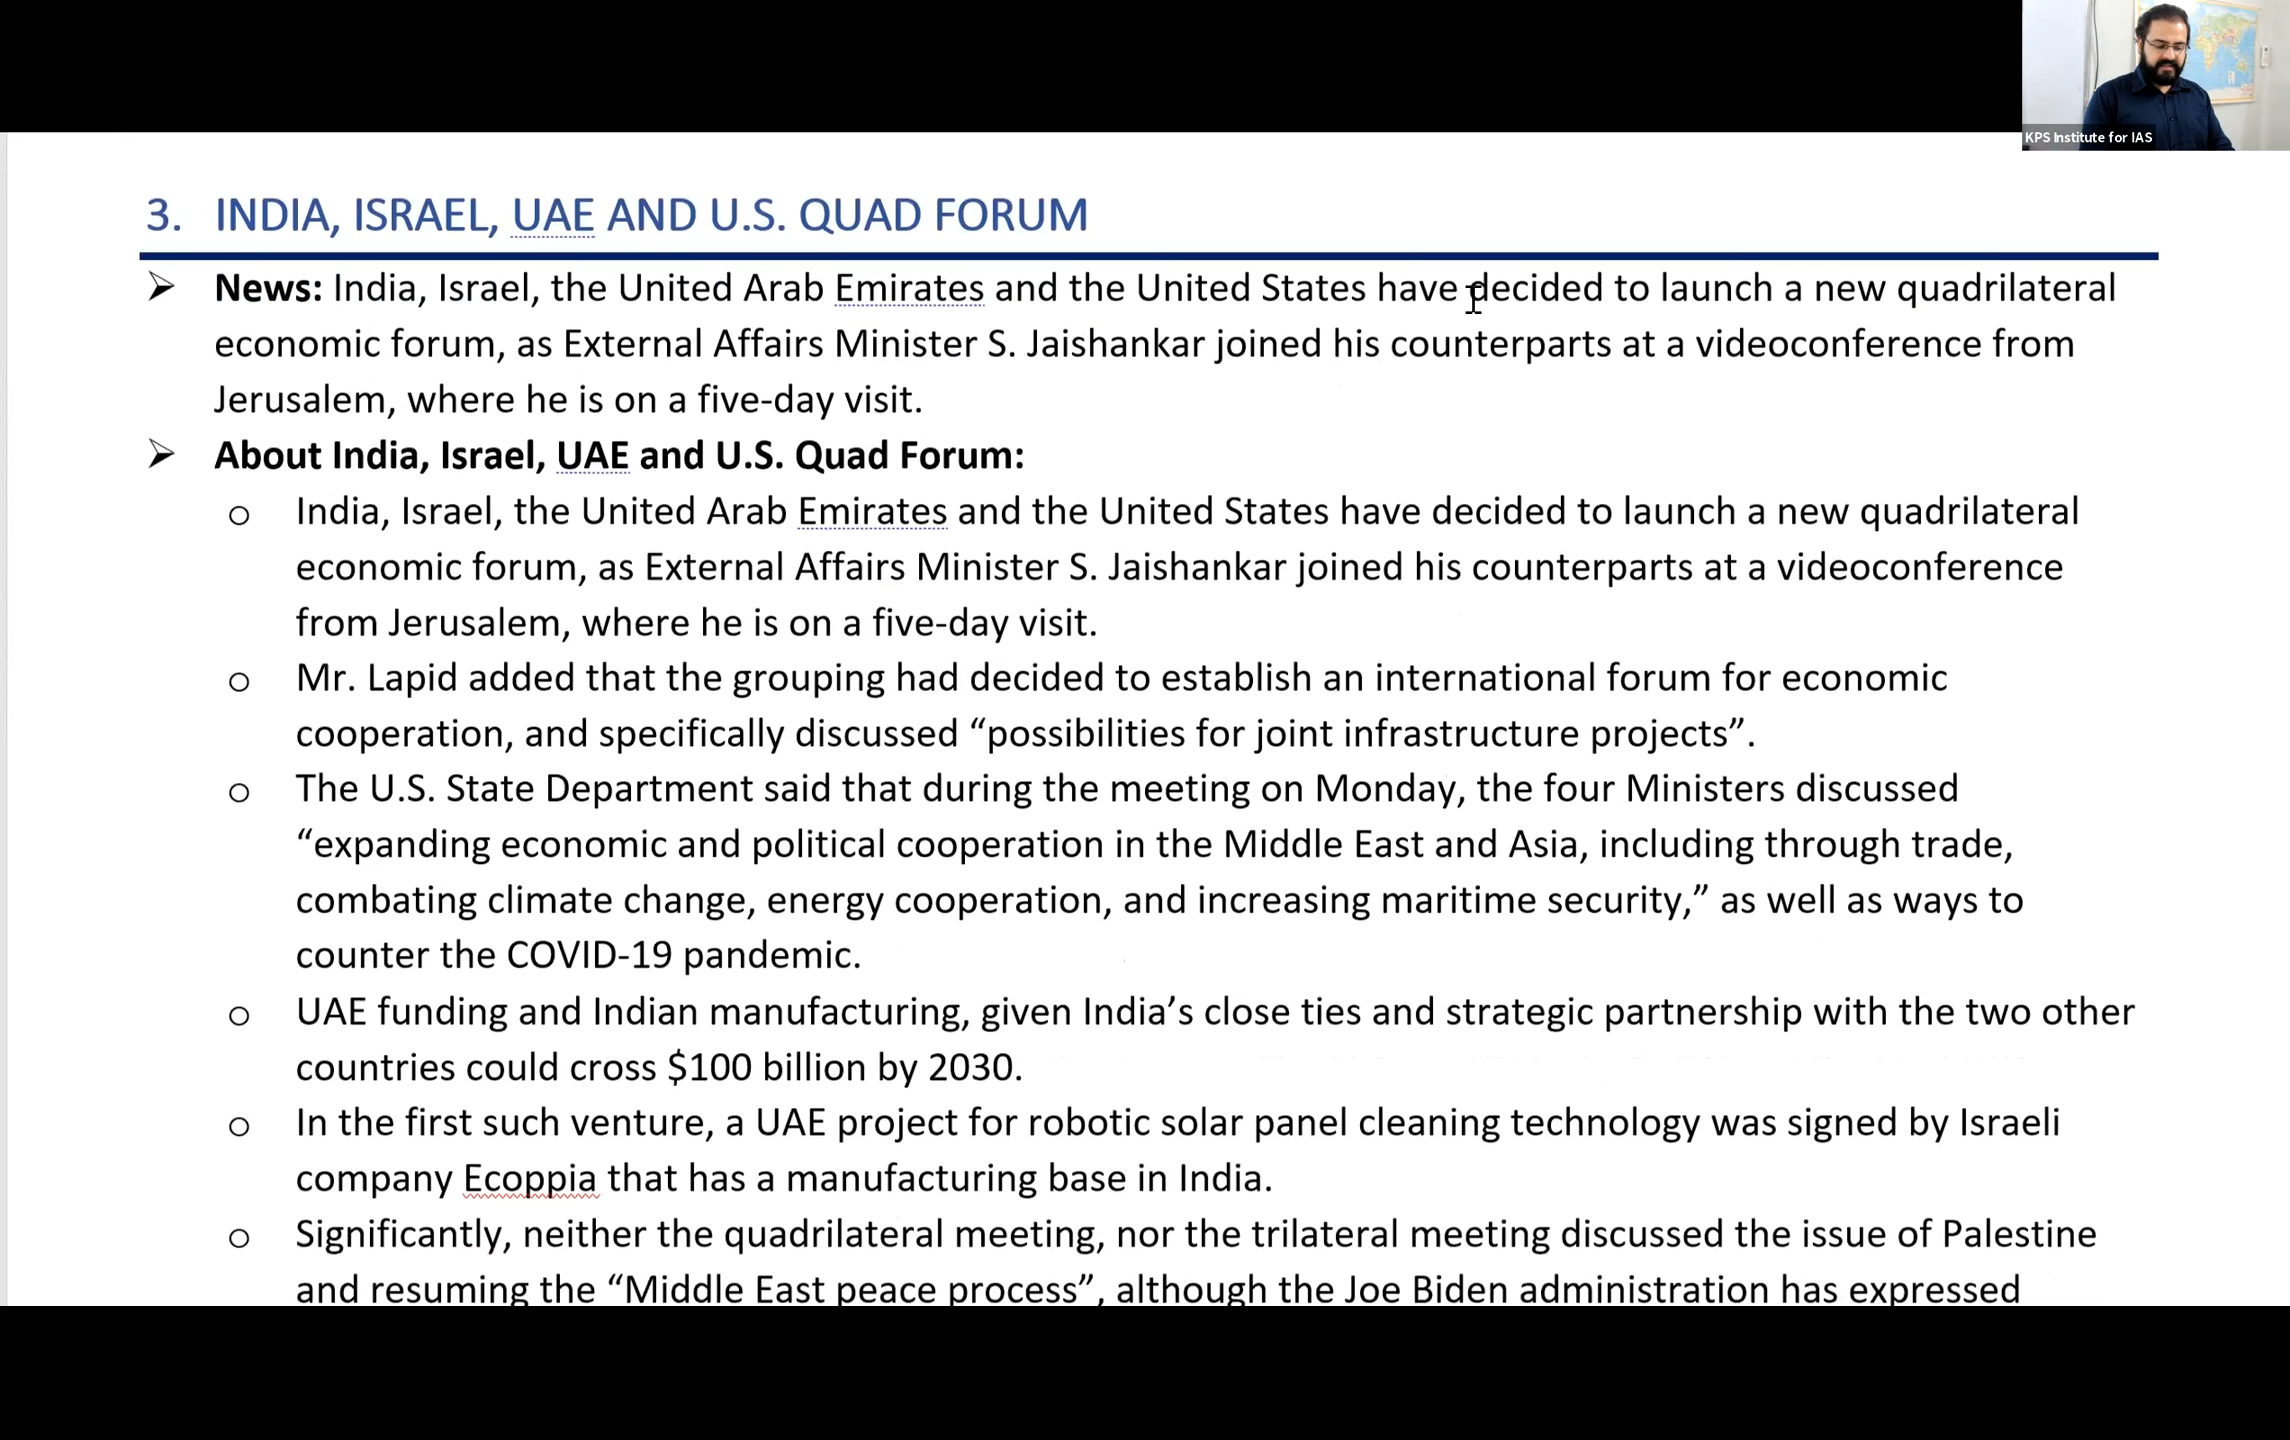 KPS Institute for IAS
3. INDIA, ISRAEL, UAE AND U.S. QUAD FORUM
➢ News: India, Israel, the United Arab Emirates and the United States have decided to launch a new quadrilateral
economic forum, as External Affairs Minister S. Jaishankar joined his counterparts at a videoconference from
Jerusalem, where he is on a five-day visit.
➢ About India, Israel, UAE and U.S. Quad Forum:
o India, Israel, the United Arab Emirates and the United States have decided to launch a new quadrilateral
economic forum, as External Affairs Minister S. Jaishankar joined his counterparts at a videoconference
from Jerusalem, where he is on a five-day visit.
o Mr. Lapid added that the grouping had decided to establish an international forum for economic
cooperation, and specifically discussed “possibilities for joint infrastructure projects”.
o The U.S. State Department said that during the meeting on Monday, the four Ministers discussed
“expanding economic and political cooperation in the Middle East and Asia, including through trade,
combating climate change, energy cooperation, and increasing maritime security,” as well as ways to
counter the COVID-19 pandemic.
o UAE funding and Indian manufacturing, given India’s close ties and strategic partnership with the two other
countries could cross $100 billion by 2030.
o In the first such venture, a UAE project for robotic solar panel cleaning technology was signed by Israeli
company Ecoppia that has a manufacturing base in India.
o Significantly, neither the quadrilateral meeting, nor the trilateral meeting discussed the issue of Palestine
and resuming the “Middle East peace process”, although the Joe Biden administration has expressed